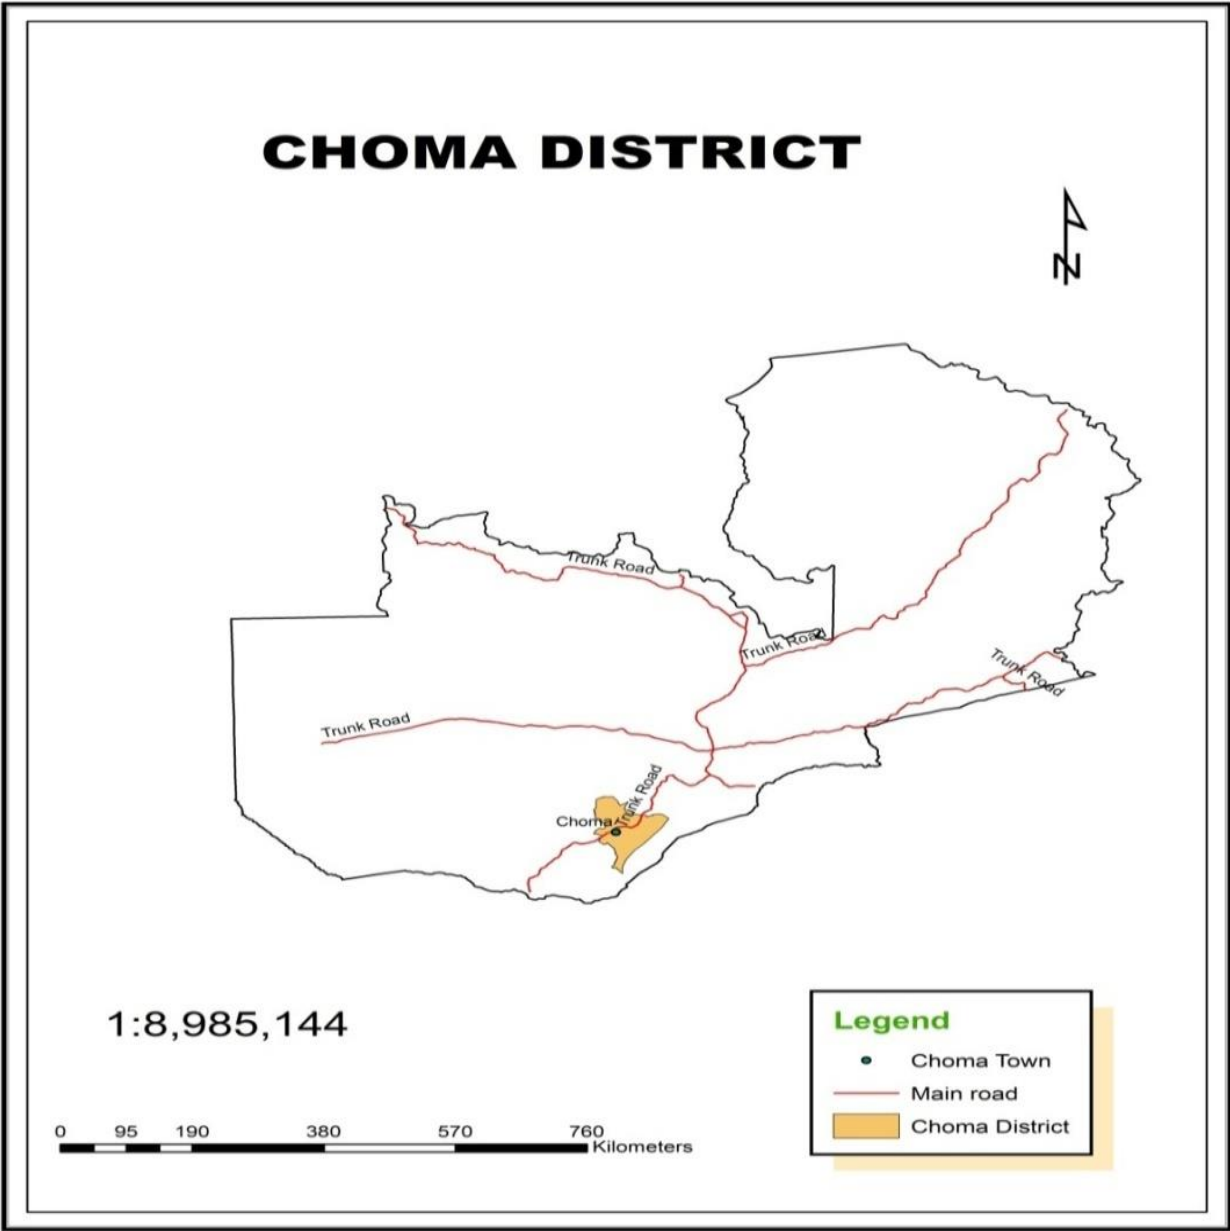 CHOMA DISTRICT
N
Trunk Road
Trunk Road
Trunk Road
Trunk Road
Trunk Road
Choma
1:8,985,144
0 95 190 380 570 760
Kilometers
Legend
Choma Town
Main road
Choma District